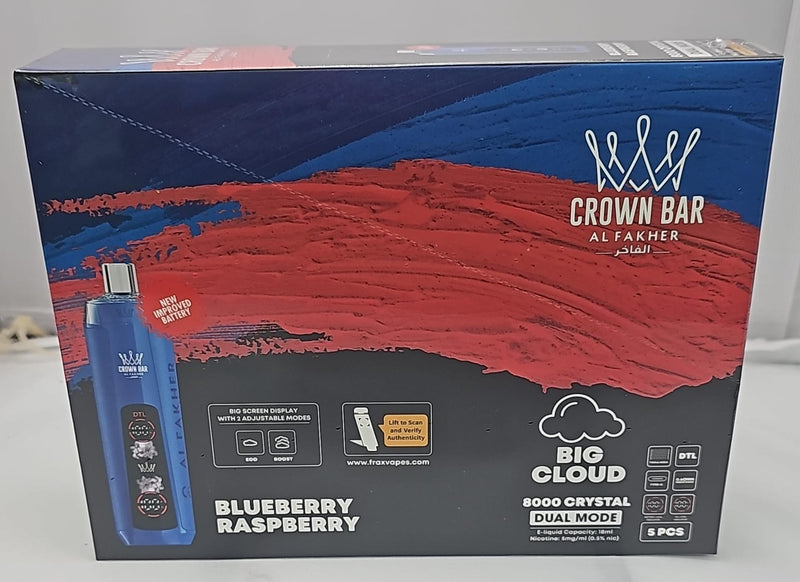 CROWN BAR
AL FAKHER
الفاخر
NEW
IMPROVED
BATTERY
CROWN BAR
AL FAKHER
DTL
AL FAKHER
BIG SCREEN DISPLAY
WITH 2 ADJUSTABLE MODES
ECO
BOOST
Lift to Scan
and Verify
Authenticity
www.fraxvapes.com
BLUEBERRY
RASPBERRY
BIG
CLOUD
8000 CRYSTAL
DUAL MODE
E-liquid Capacity: 18ml
Nicotine: 5mg/ml (0.5% nic)
DTL
5 PCS